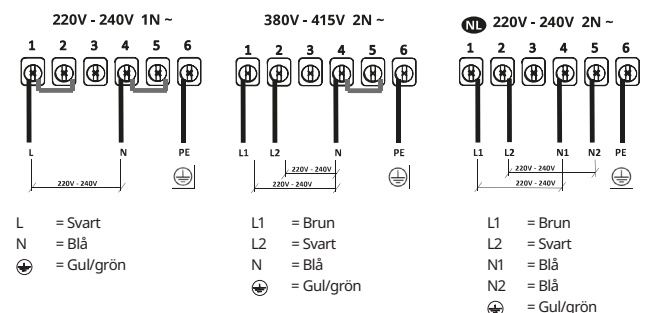 220V - 240V 1N ~
1 2 3 4 5 6
L N PE
220V - 240V
L = Svart
N = Blå
= Gul/grön
380V - 415V 2N ~
1 2 3 4 5 6
L1 L2 N PE
220V - 240V
220V - 240V
L1 = Brun
L2 = Svart
N = Blå
= Gul/grön
NL 220V - 240V 2N ~
1 2 3 4 5 6
L1 L2 N1 N2 PE
220V - 240V
220V - 240V
L1 = Brun
L2 = Svart
N1 = Blå
N2 = Blå
= Gul/grön